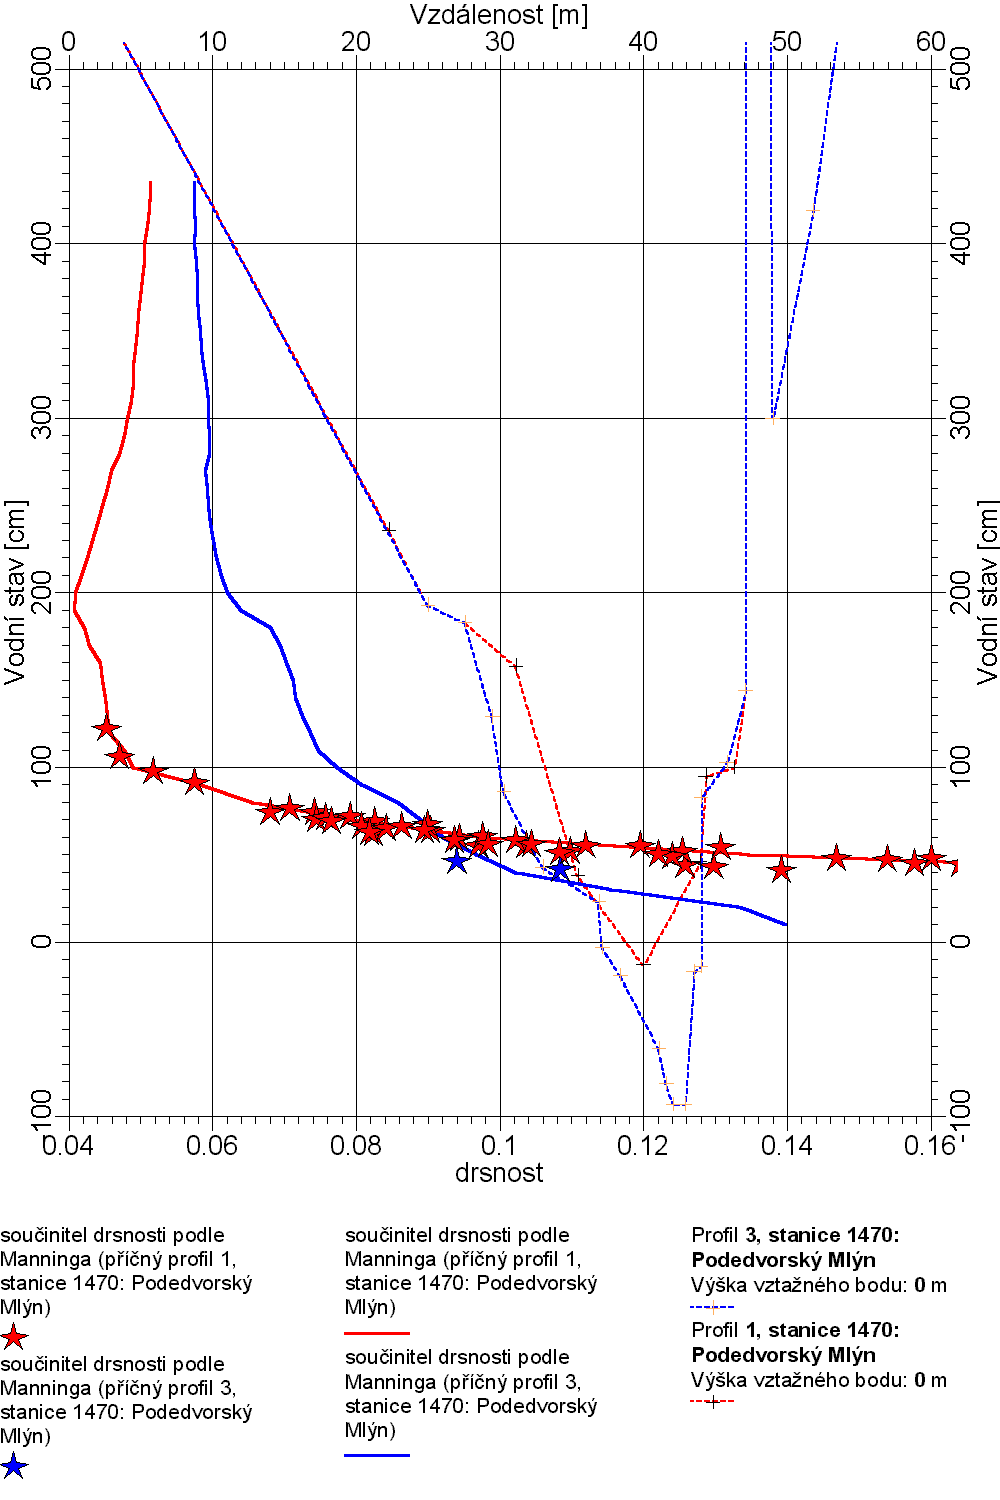 Vzdálenost [m]
0 10 20 30 40 50 60
500
400
300
200
100
0
-100
Vodní stav [cm]
500
400
300
200
100
0
-100
Vodní stav [cm]
0.04 0.06 0.08 0.1 0.12 0.14 0.16
drsnost
součinitel drsnosti podle
Manninga (příčný profil 1,
stanice 1470: Podedvorský
Mlýn)
součinitel drsnosti podle
Manninga (příčný profil 3,
stanice 1470: Podedvorský
Mlýn)
součinitel drsnosti podle
Manninga (příčný profil 1,
stanice 1470: Podedvorský
Mlýn)
součinitel drsnosti podle
Manninga (příčný profil 3,
stanice 1470: Podedvorský
Mlýn)
Profil 3, stanice 1470:
Podedvorský Mlýn
Výška vztažného bodu: 0 m
Profil 1, stanice 1470:
Podedvorský Mlýn
Výška vztažného bodu: 0 m